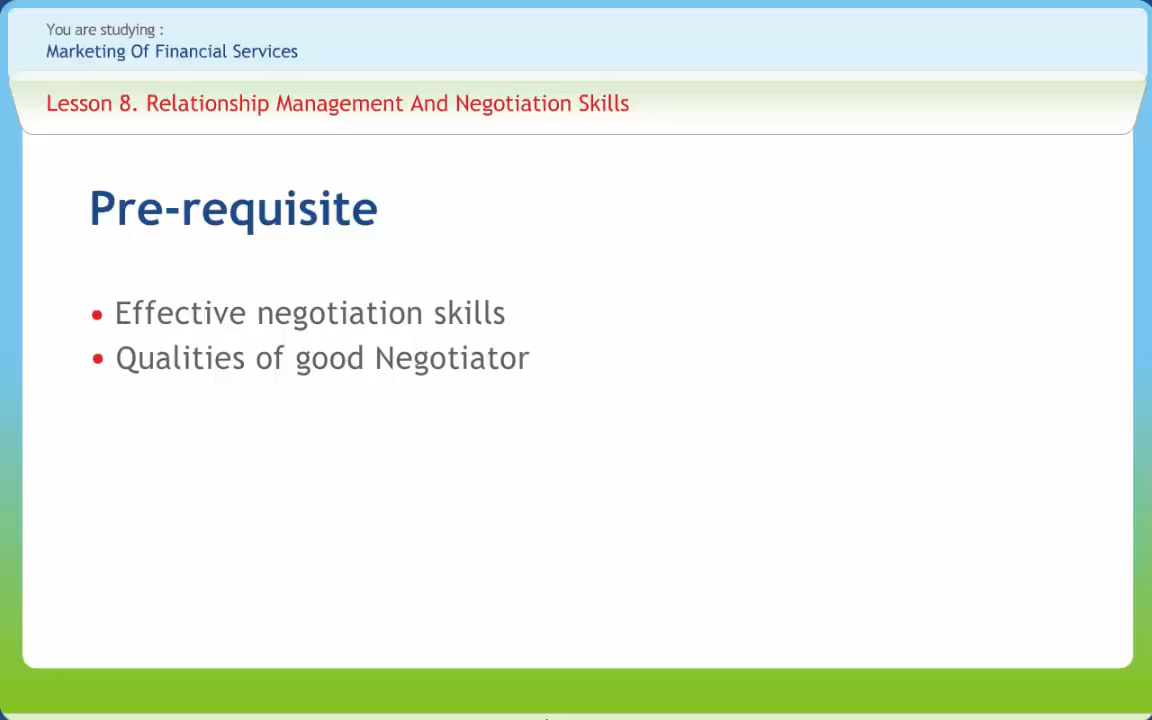 You are studying :
Marketing Of Financial Services
Lesson 8. Relationship Management And Negotiation Skills
Pre-requisite
• Effective negotiation skills
• Qualities of good Negotiator